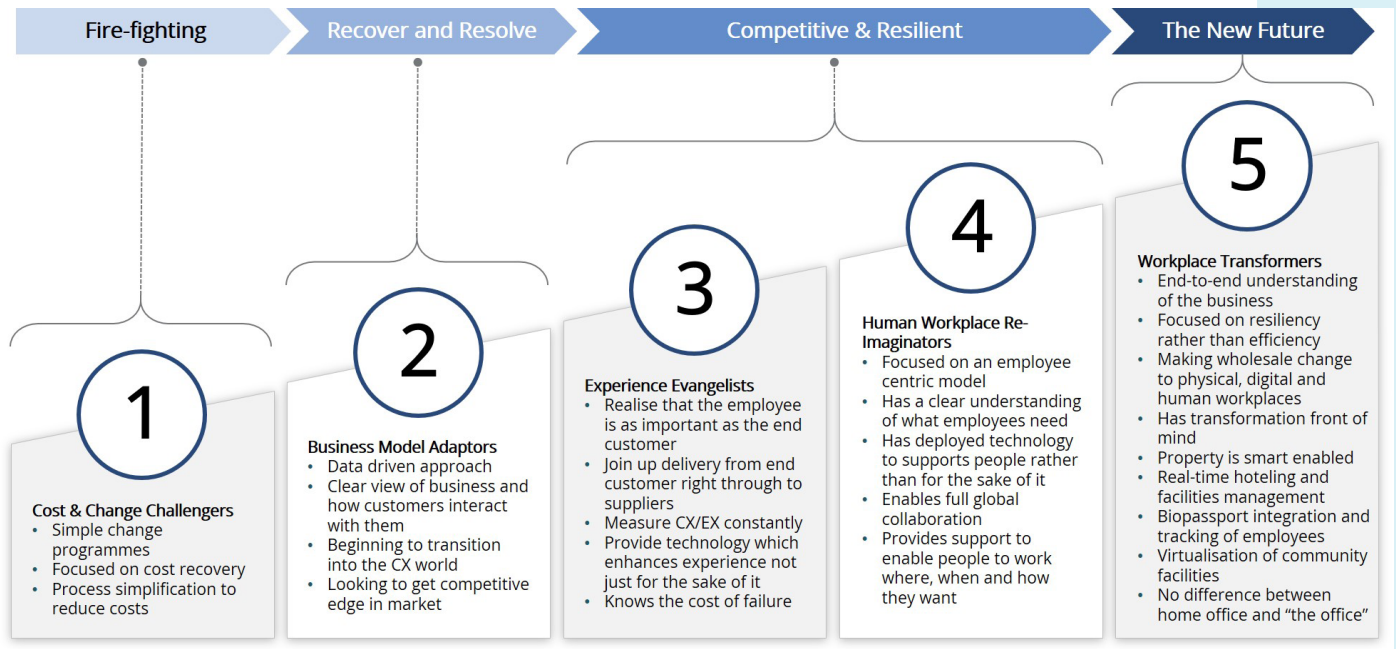 Fire-fighting
Recover and Resolve
Competitive & Resilient
The New Future
1
Cost & Change Challengers
• Simple change
programmes
• Focused on cost recovery
• Process simplification to
reduce costs
2
Business Model Adaptors
• Data driven approach
• Clear view of business and
how customers interact
with them
• Beginning to transition
into the CX world
• Looking to get competitive
edge in market
3
Experience Evangelists
• Realise that the employee
is as important as the end
customer
• Join up delivery from end
customer right through to
suppliers
• Measure CX/EX constantly
• Provide technology which
enhances experience not
just for the sake of it
• Knows the cost of failure
4
Human Workplace Re-
Imaginators
• Focused on an employee
centric model
• Has a clear understanding
of what employees need
• Has deployed technology
to supports people rather
than for the sake of it
• Enables full global
collaboration
• Provides support to
enable people to work
where, when and how
they want
5
Workplace Transformers
• End-to-end understanding
of the business
• Focused on resiliency
rather than efficiency
• Making wholesale change
to physical, digital and
human workplaces
• Has transformation front of
mind
• Property is smart enabled
• Real-time hoteling and
facilities management
• Biopassport integration and
tracking of employees
• Virtualisation of community
facilities
• No difference between
home office and “the office”